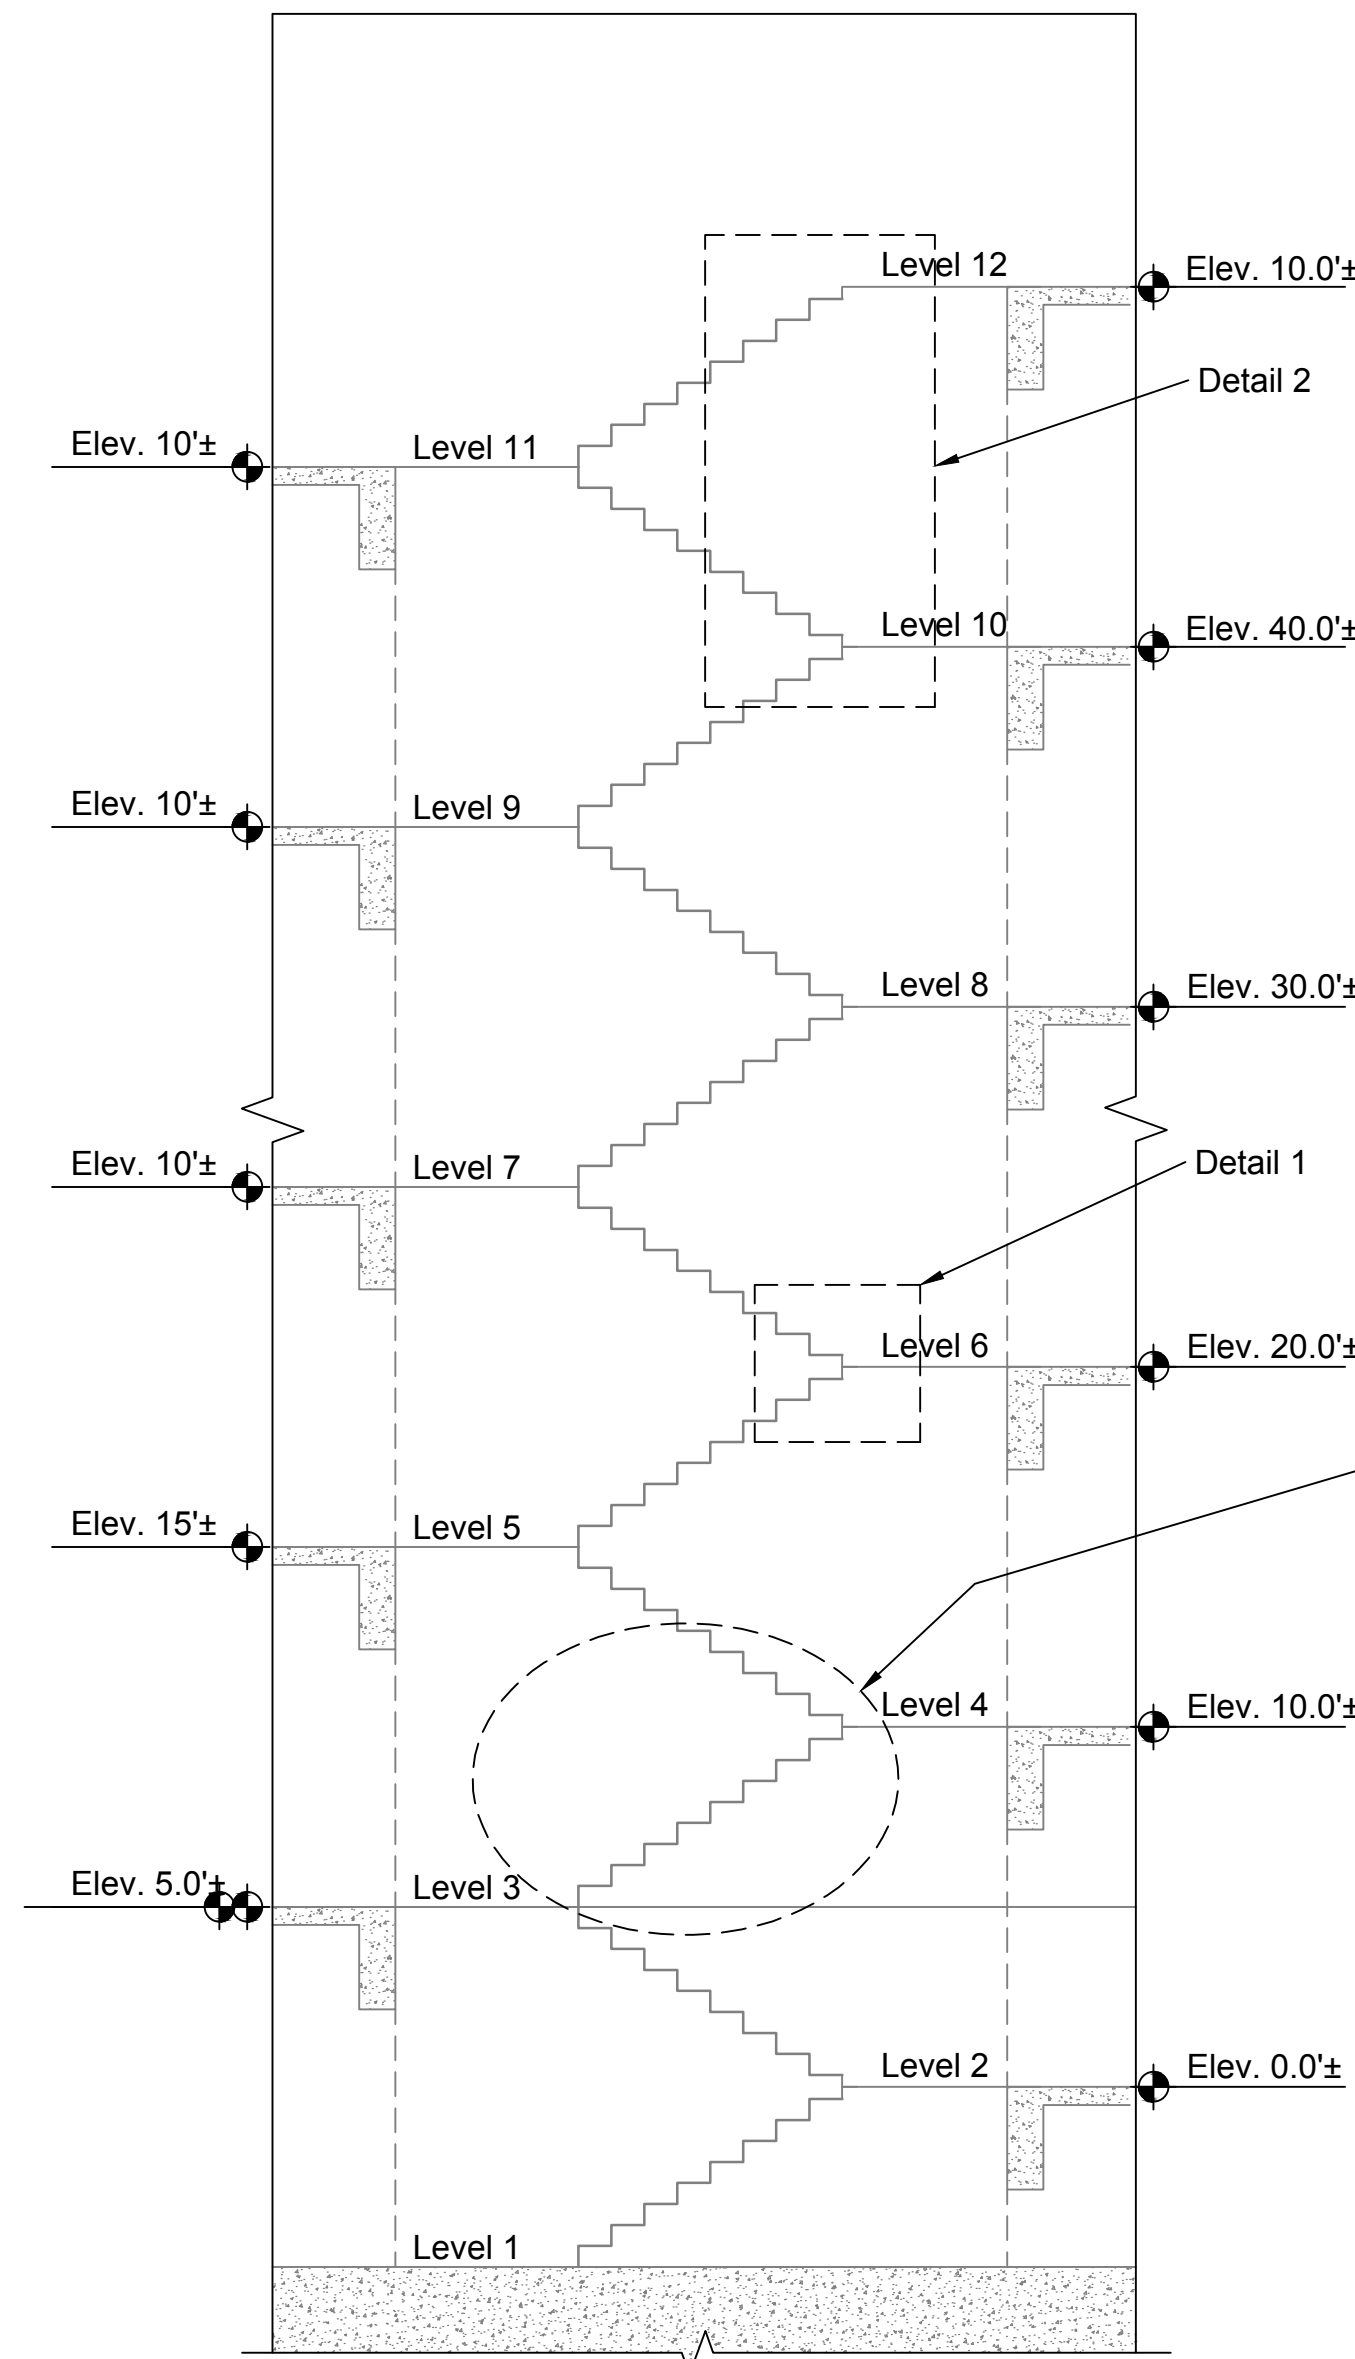 Level 12
Elev. 10.0'±
Detail 2
Elev. 10'±
Level 11
Level 10
Elev. 40.0'±
Elev. 10'±
Level 9
Level 8
Elev. 30.0'±
Elev. 10'±
Level 7
Detail 1
Level 6
Elev. 20.0'±
Elev. 15'±
Level 5
Level 4
Elev. 10.0'±
Elev. 5.0'±
Level 3
Level 2
Elev. 0.0'±
Level 1